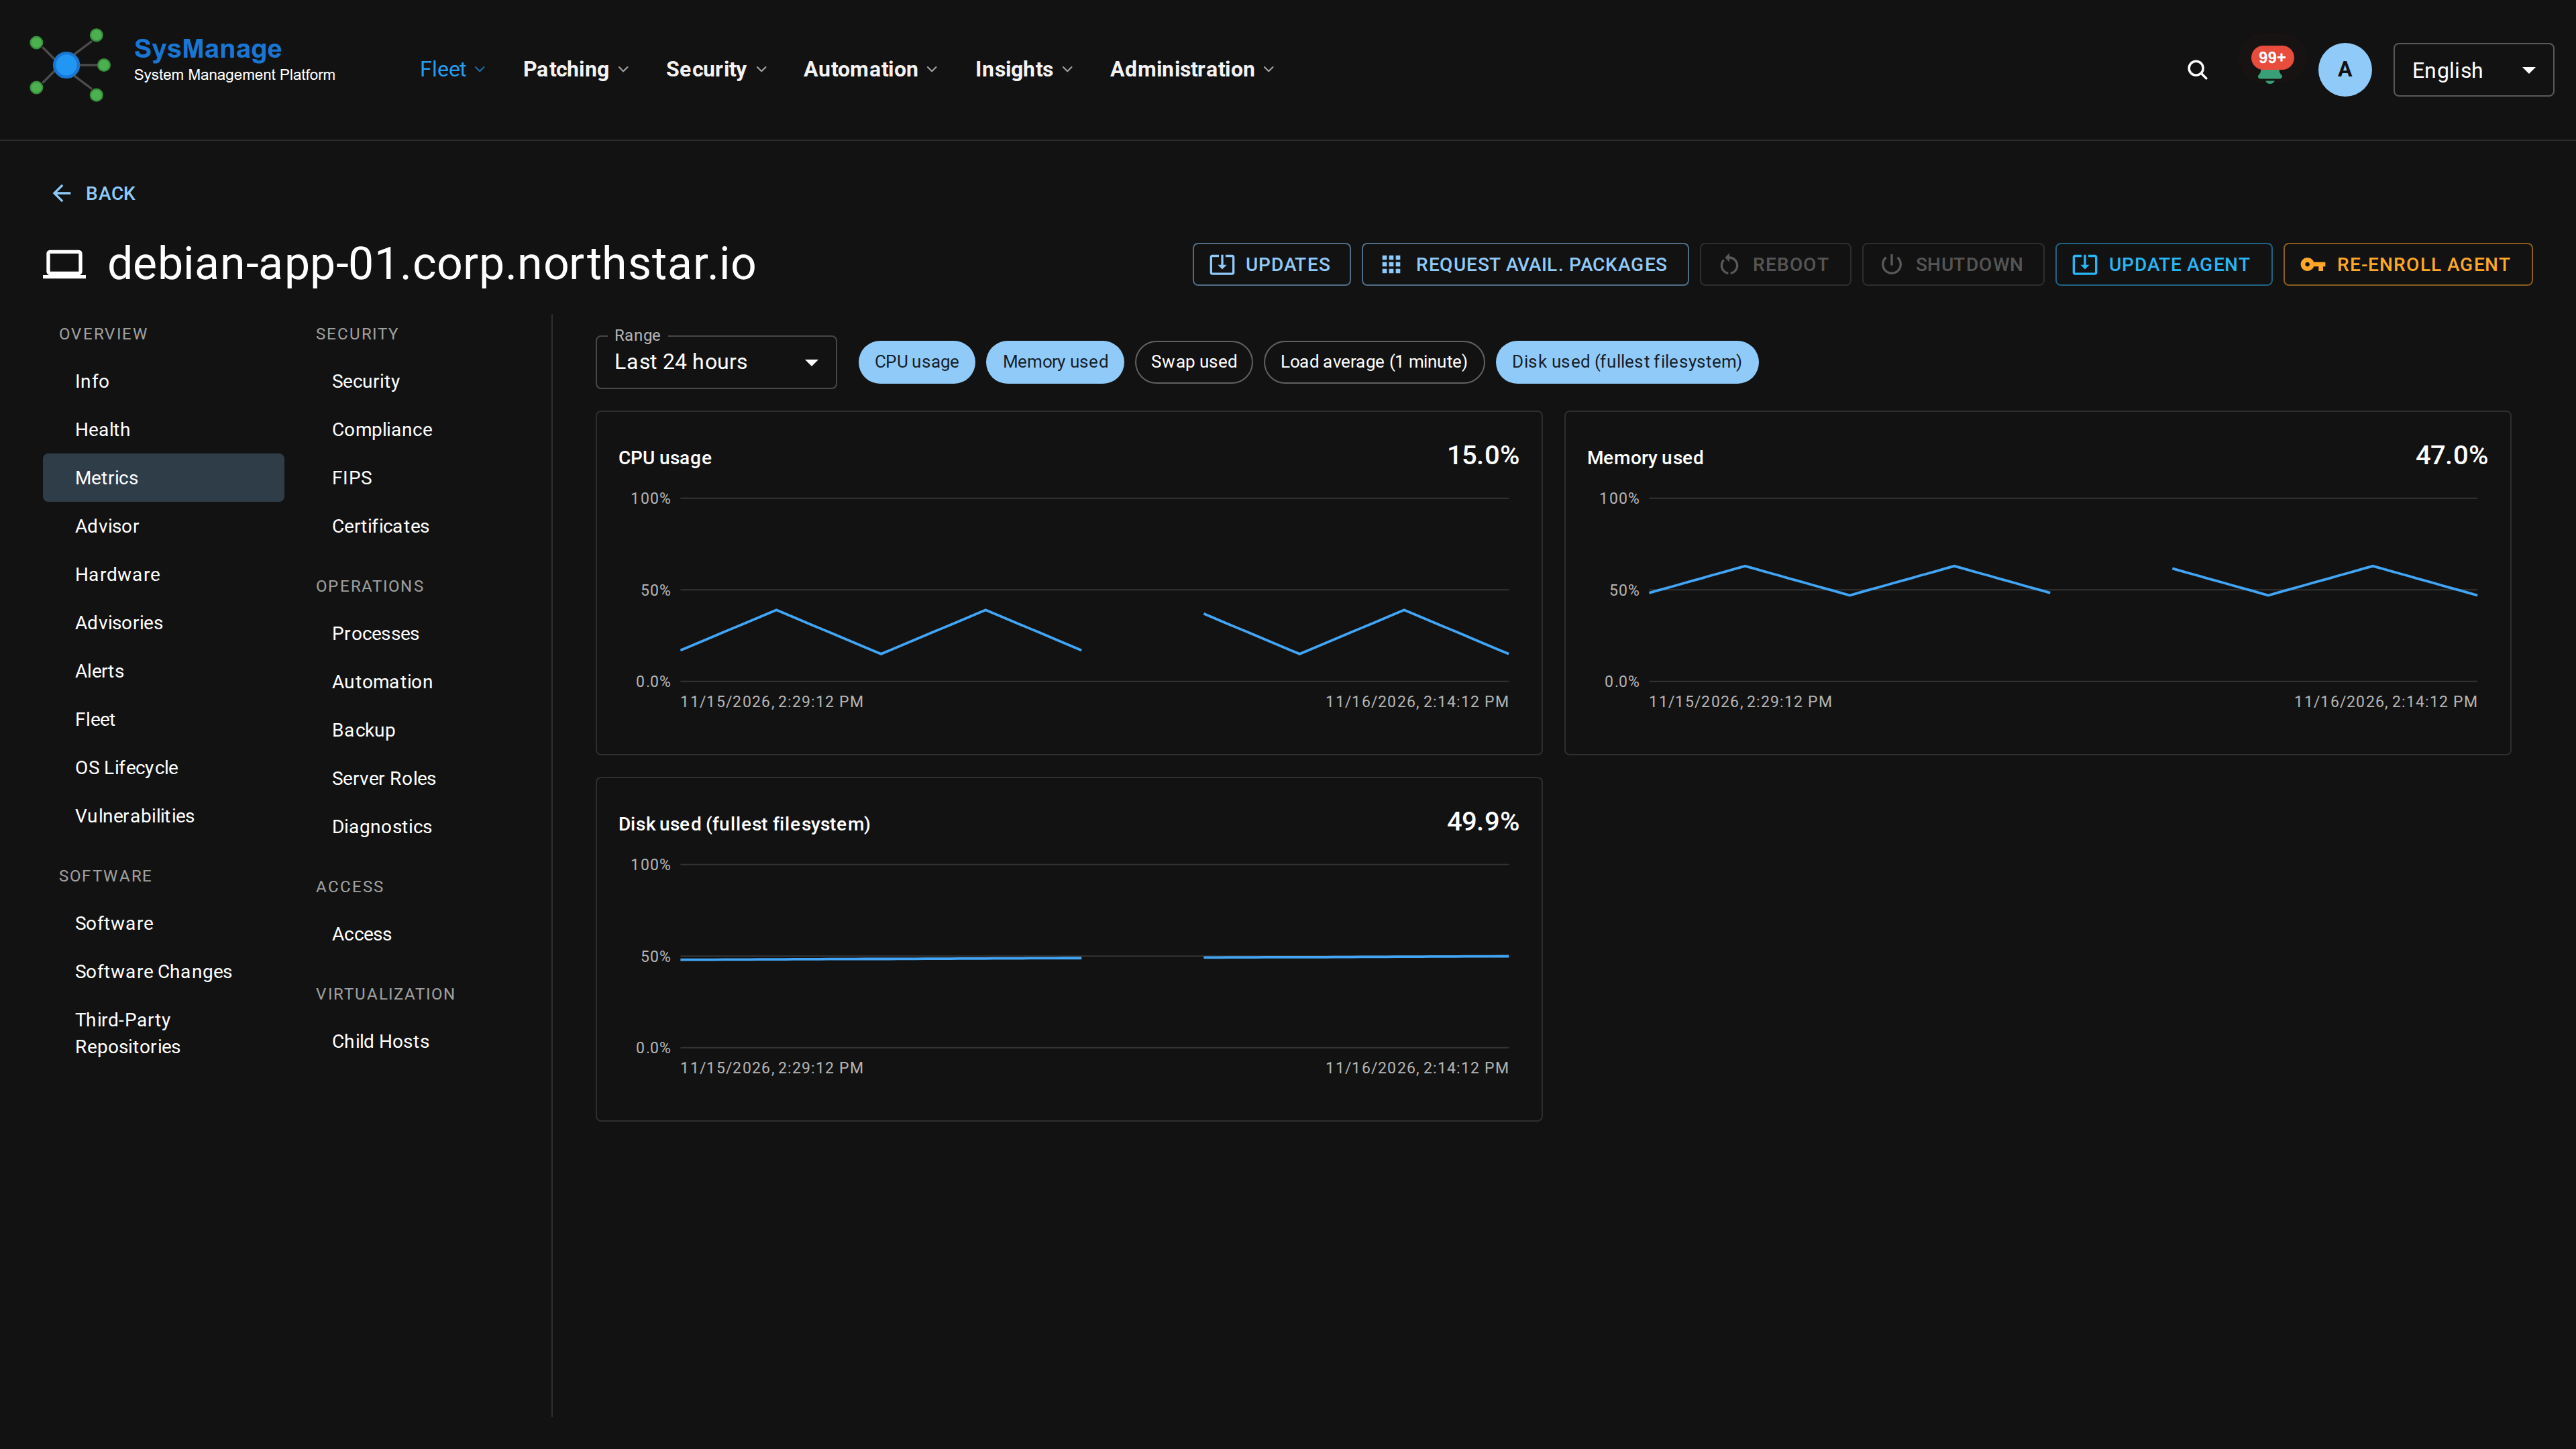 SysManage
System Management Platform
Fleet
Patching
Security
Automation
Insights
Administration
99+
A
English
BACK
debian-app-01.corp.northstar.io
UPDATES
REQUEST AVAIL. PACKAGES
REBOOT
SHUTDOWN
UPDATE AGENT
RE-ENROLL AGENT
OVERVIEW
Info
Health
Metrics
Advisor
Hardware
Advisories
Alerts
Fleet
OS Lifecycle
Vulnerabilities
SOFTWARE
Software
Software Changes
Third-Party
Repositories
SECURITY
Security
Compliance
FIPS
Certificates
OPERATIONS
Processes
Automation
Backup
Server Roles
Diagnostics
ACCESS
Access
VIRTUALIZATION
Child Hosts
Range
Last 24 hours
CPU usage
Memory used
Swap used
Load average (1 minute)
Disk used (fullest filesystem)
CPU usage
15.0%
100%
50%
0.0%
11/15/2026, 2:29:12 PM
11/16/2026, 2:14:12 PM
Memory used
47.0%
100%
50%
0.0%
11/15/2026, 2:29:12 PM
11/16/2026, 2:14:12 PM
Disk used (fullest filesystem)
49.9%
100%
50%
0.0%
11/15/2026, 2:29:12 PM
11/16/2026, 2:14:12 PM